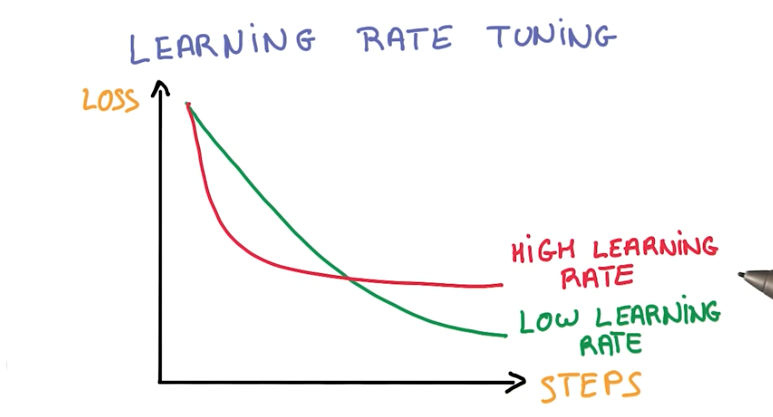 LEARNING RATE TUNING
LOSS
HIGH LEARNING
RATE
LOW LEARNING
RATE
STEPS